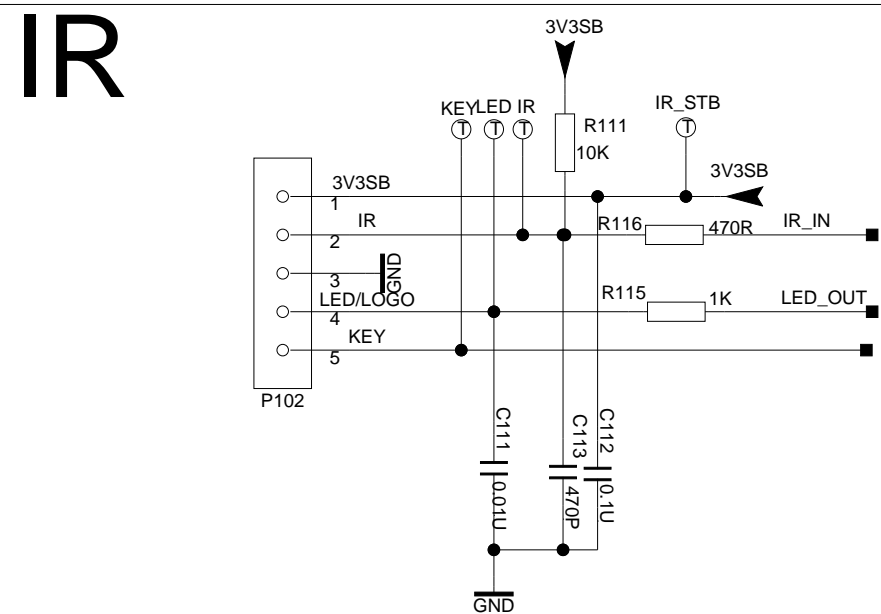 IR
3V3SB
KEY LED IR
T T T
IR_STB
T
R111
10K
3V3SB
3V3SB
1
IR
2
R116
470R
IR_IN
3
GND
LED/LOGO
4
R115
1K
LED_OUT
KEY
5
P102
C111
0.01U
C113
470P
C112
0.1U
GND